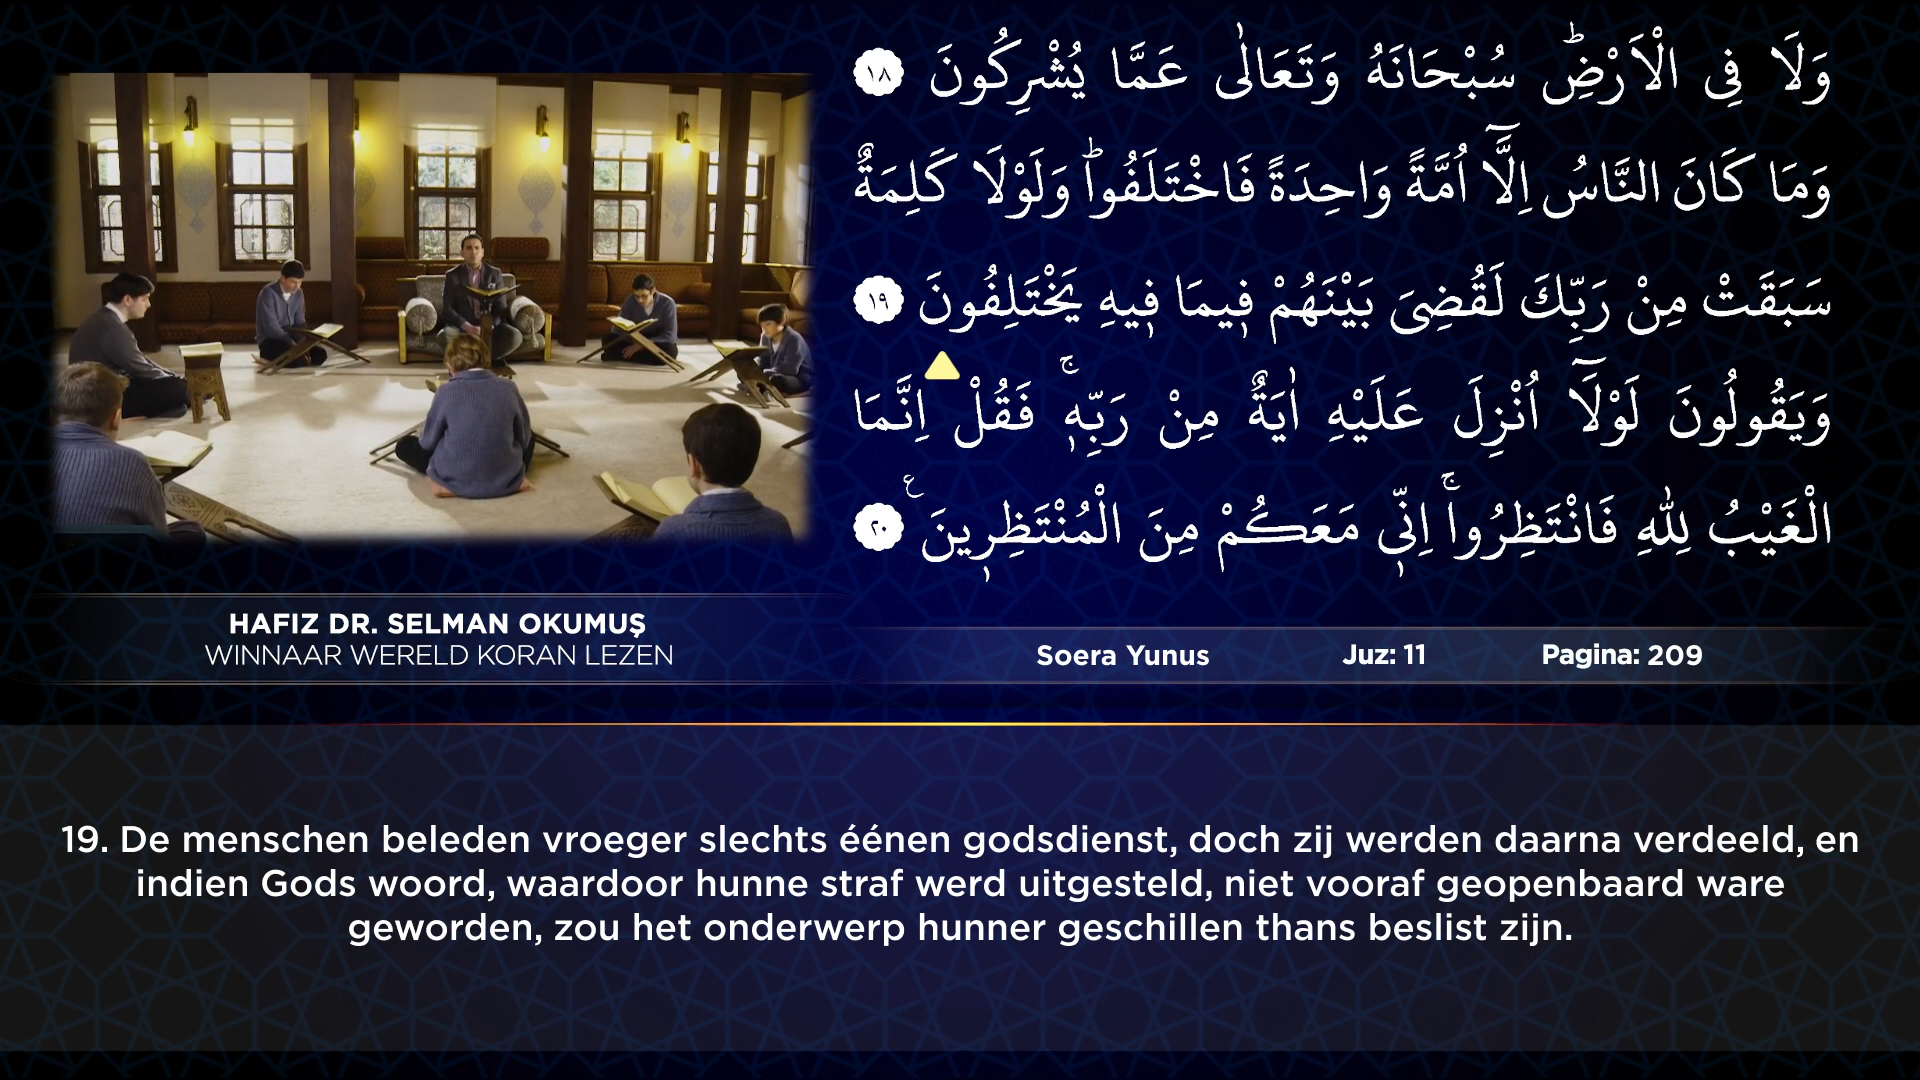 وَلَا فِى الْاَرْضِۜ سُبْحَانَهُ وَتَعَالٰى عَمَّا يُشْرِكُونَ ١٨
وَمَا كَانَ النَّاسُ اِلَّٓا اُمَّةً وَاحِدَةً فَاخْتَلَفُواۜ وَلَوْلَا كَلِمَةٌ
سَبَقَتْ مِنْ رَبِّكَ لَقُضِىَ بَيْنَهُمْ فٖيمَا فٖيهِ يَخْتَلِفُونَ ١٩
وَيَقُولُونَ لَوْلَٓا اُنْزِلَ عَلَيْهِ اٰيَةٌ مِنْ رَبِّهٖۚ فَقُلْ اِنَّمَا
الْغَيْبُ لِلّٰهِ فَانْتَظِرُواۚ اِنّٖى مَعَكُمْ مِنَ الْمُنْتَظِرٖينَ ع ٢٠
HAFIZ DR. SELMAN OKUMUŞ
WINNAAR WERELD KORAN LEZEN
Soera Yunus Juz: 11 Pagina: 209
19. De menschen beleden vroeger slechts éénen godsdienst, doch zij werden daarna verdeeld, en
indien Gods woord, waardoor hunne straf werd uitgesteld, niet vooraf geopenbaard ware
geworden, zou het onderwerp hunner geschillen thans beslist zijn.